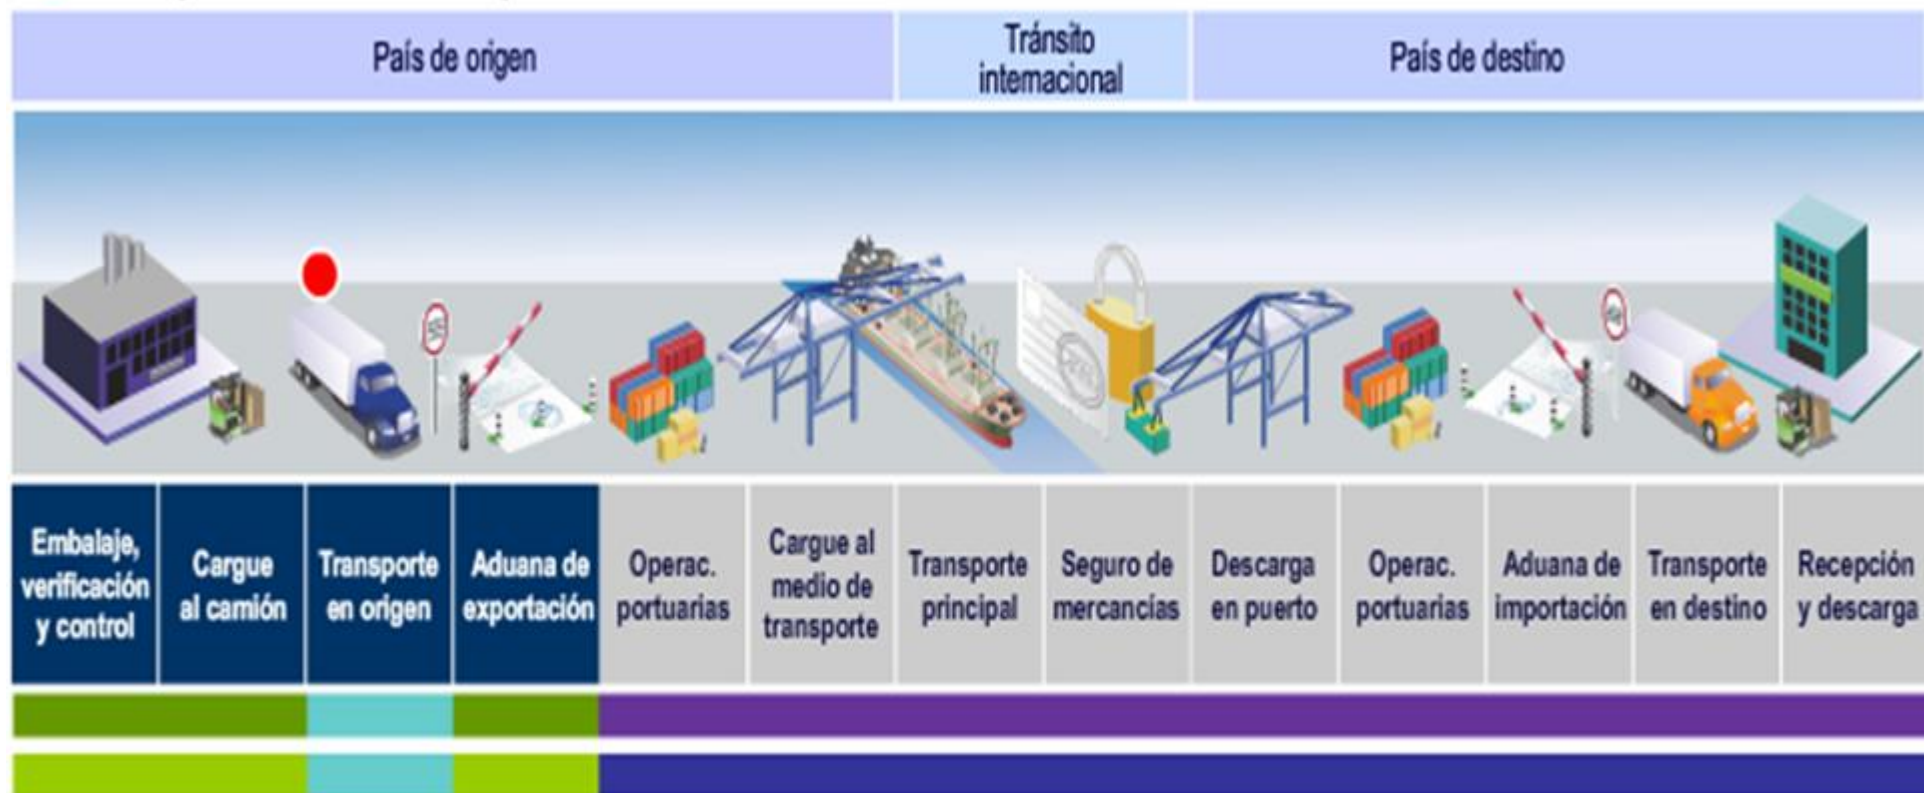 País de origen
Tránsito
internacional
País de destino
Embalaje,
verificación
y control
Cargue
al camión
Transporte
en origen
Aduana de
exportación
Operac.
portuarias
Cargue al
medio de
transporte
Transporte
principal
Seguro de
mercancías
Descarga
en puerto
Operac.
portuarias
Aduana de
importación
Transporte
en destino
Recepción
y descarga